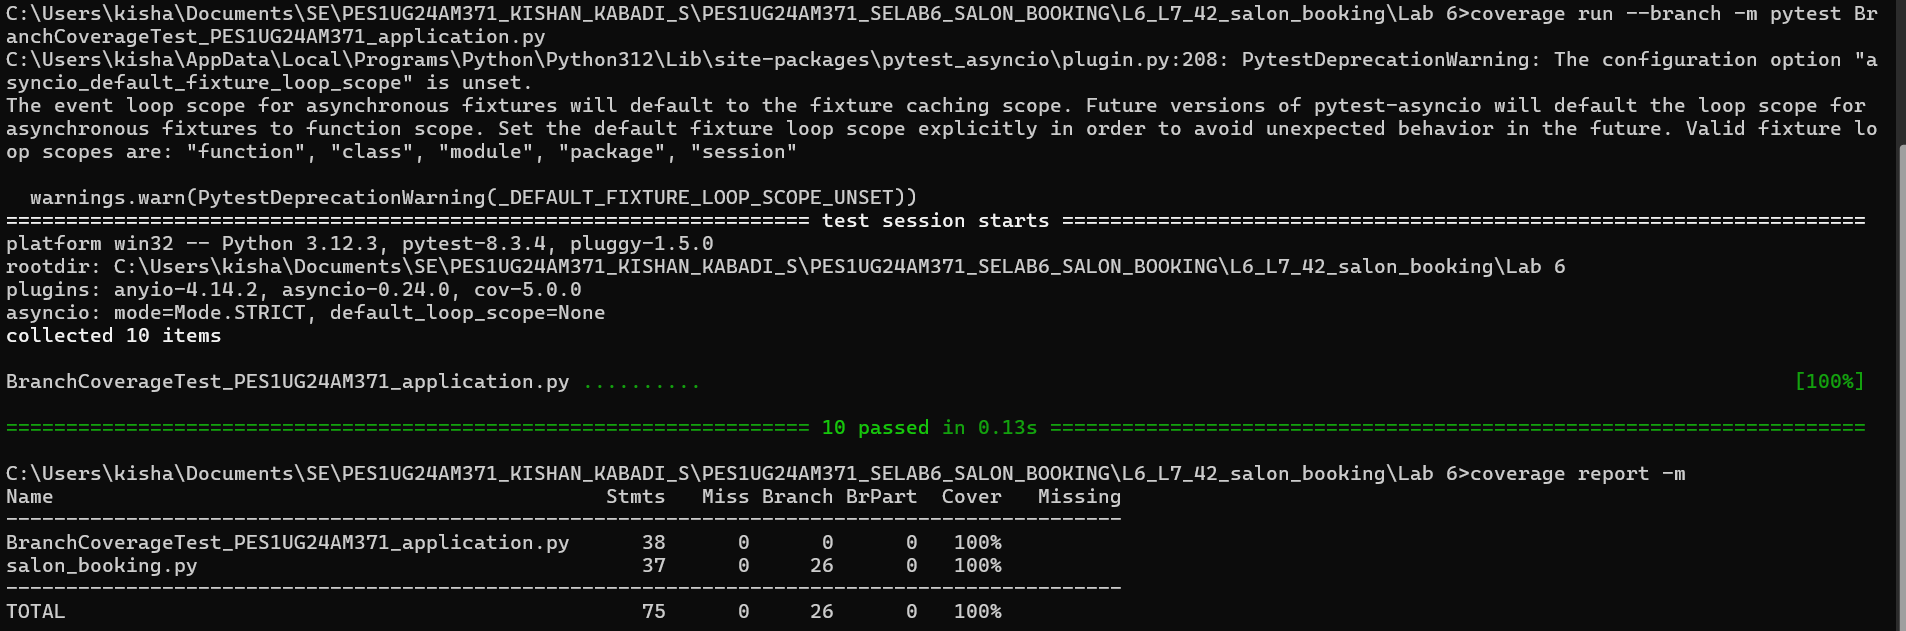 C:\Users\kisha\Documents\SE\PES1UG24AM371_KISHAN_KABADI_S\PES1UG24AM371_SELAB6_SALON_BOOKING\L6_L7_42_salon_booking\Lab 6>coverage run --branch -m pytest Br
anchCoverageTest_PES1UG24AM371_application.py
C:\Users\kisha\AppData\Local\Programs\Python\Python312\Lib\site-packages\pytest_asyncio\plugin.py:208: PytestDeprecationWarning: The configuration option "a
syncio_default_fixture_loop_scope" is unset.
The event loop scope for asynchronous fixtures will default to the fixture caching scope. Future versions of pytest-asyncio will default the loop scope for
asynchronous fixtures to function scope. Set the default fixture loop scope explicitly in order to avoid unexpected behavior in the future. Valid fixture lo
op scopes are: "function", "class", "module", "package", "session"

  warnings.warn(PytestDeprecationWarning(_DEFAULT_FIXTURE_LOOP_SCOPE_UNSET))
=================================================================== test session starts ===================================================================
platform win32 -- Python 3.12.3, pytest-8.3.4, pluggy-1.5.0
rootdir: C:\Users\kisha\Documents\SE\PES1UG24AM371_KISHAN_KABADI_S\PES1UG24AM371_SELAB6_SALON_BOOKING\L6_L7_42_salon_booking\Lab 6
plugins: anyio-4.14.2, asyncio-0.24.0, cov-5.0.0
asyncio: mode=Mode.STRICT, default_loop_scope=None
collected 10 items

BranchCoverageTest_PES1UG24AM371_application.py ..........                                                                                           [100%]

=================================================================== 10 passed in 0.13s ====================================================================

C:\Users\kisha\Documents\SE\PES1UG24AM371_KISHAN_KABADI_S\PES1UG24AM371_SELAB6_SALON_BOOKING\L6_L7_42_salon_booking\Lab 6>coverage report -m
Name                                              Stmts   Miss Branch BrPart  Cover   Missing
---------------------------------------------------------------------------------------------
BranchCoverageTest_PES1UG24AM371_application.py      38      0      0      0   100%
salon_booking.py                                     37      0     26      0   100%
---------------------------------------------------------------------------------------------
TOTAL                                                75      0     26      0   100%